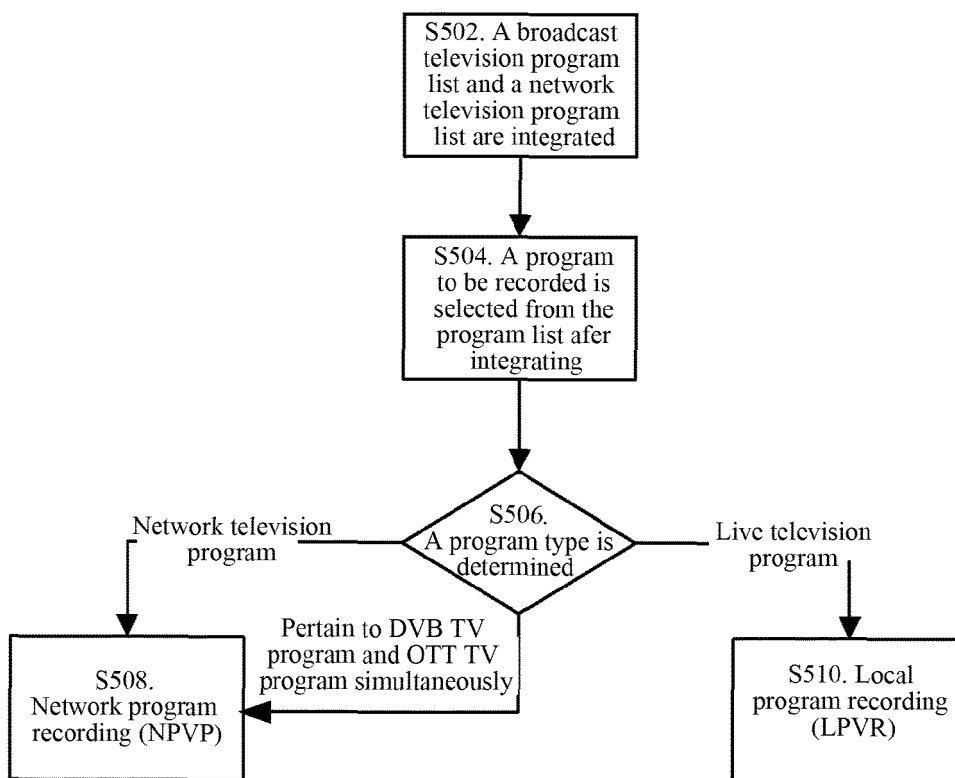 S502. A broadcast
television program
list and a network
television program
list are integrated
S504. A program
to be recorded is
selected from the
program list afer
integrating
S506.
A program type is
determined
Network television
program
Live television
program
Pertain to DVB TV
program and OTT TV
program simultaneously
S508.
Network program
recording (NPVP)
S510. Local
program recording
(LPVR)